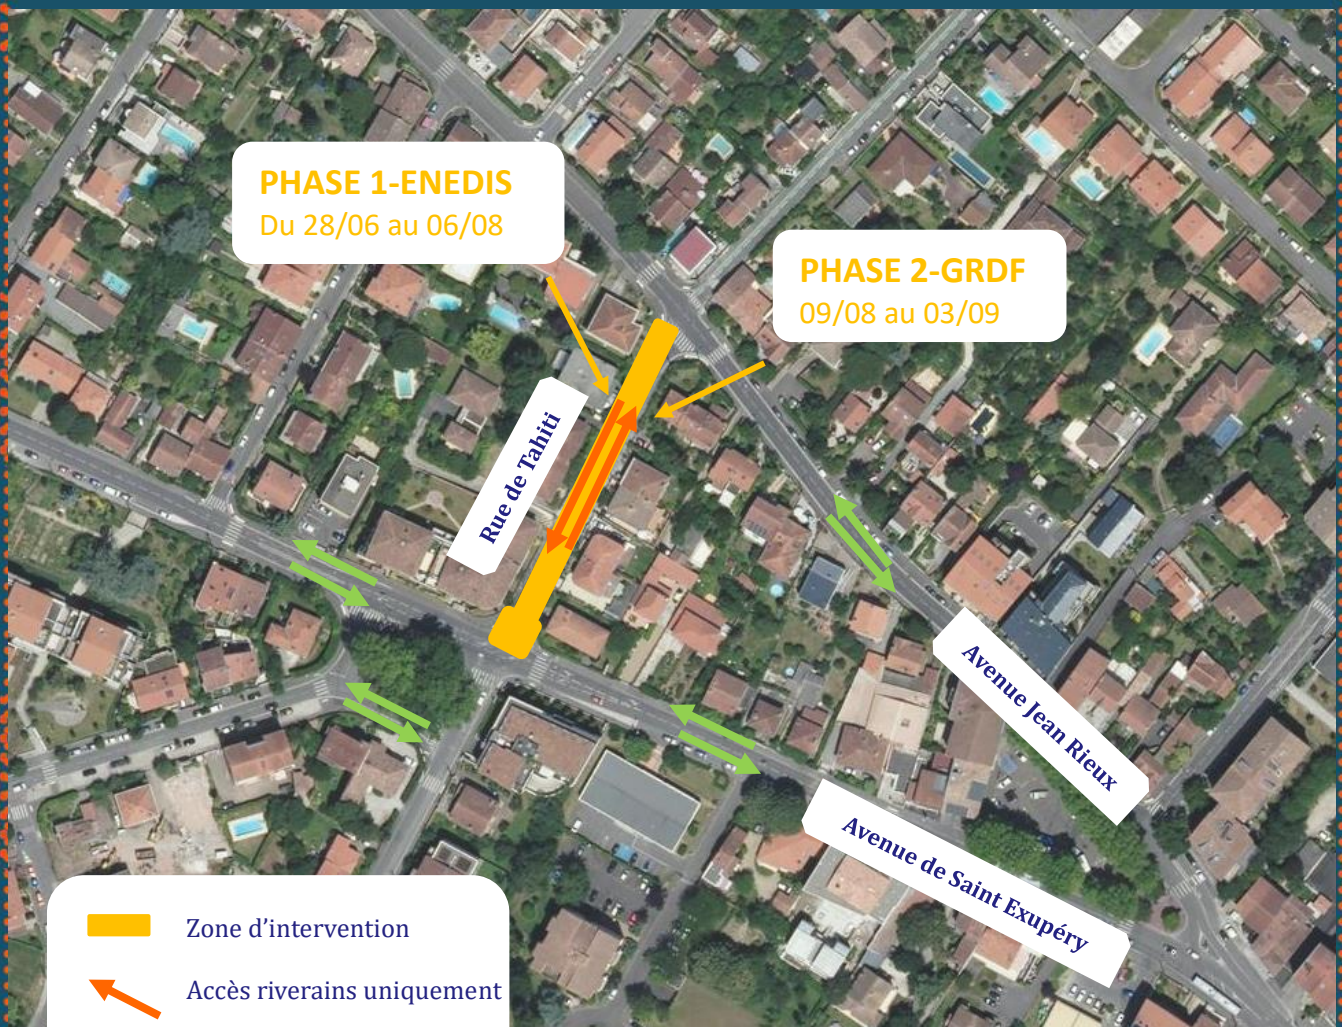 PHASE 1-ENEDIS
Du 28/06 au 06/08
PHASE 2-GRDF
09/08 au 03/09
Rue de Tahiti
Avenue Jean Rieux
Avenue de Saint Exupéry
Zone d'intervention
Accès riverains uniquement